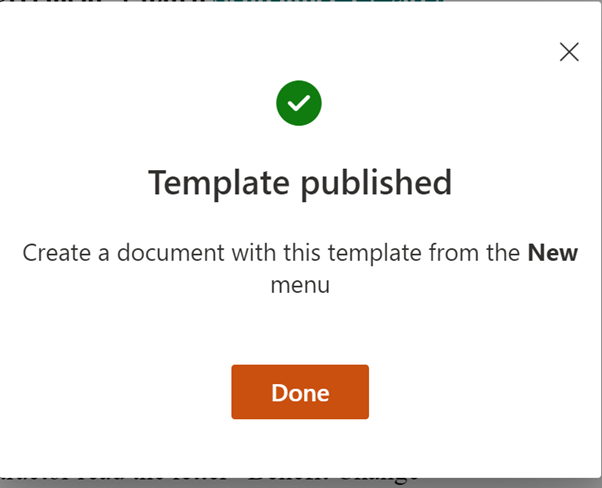 Template published
Create a document with this template from the New
menu
Done